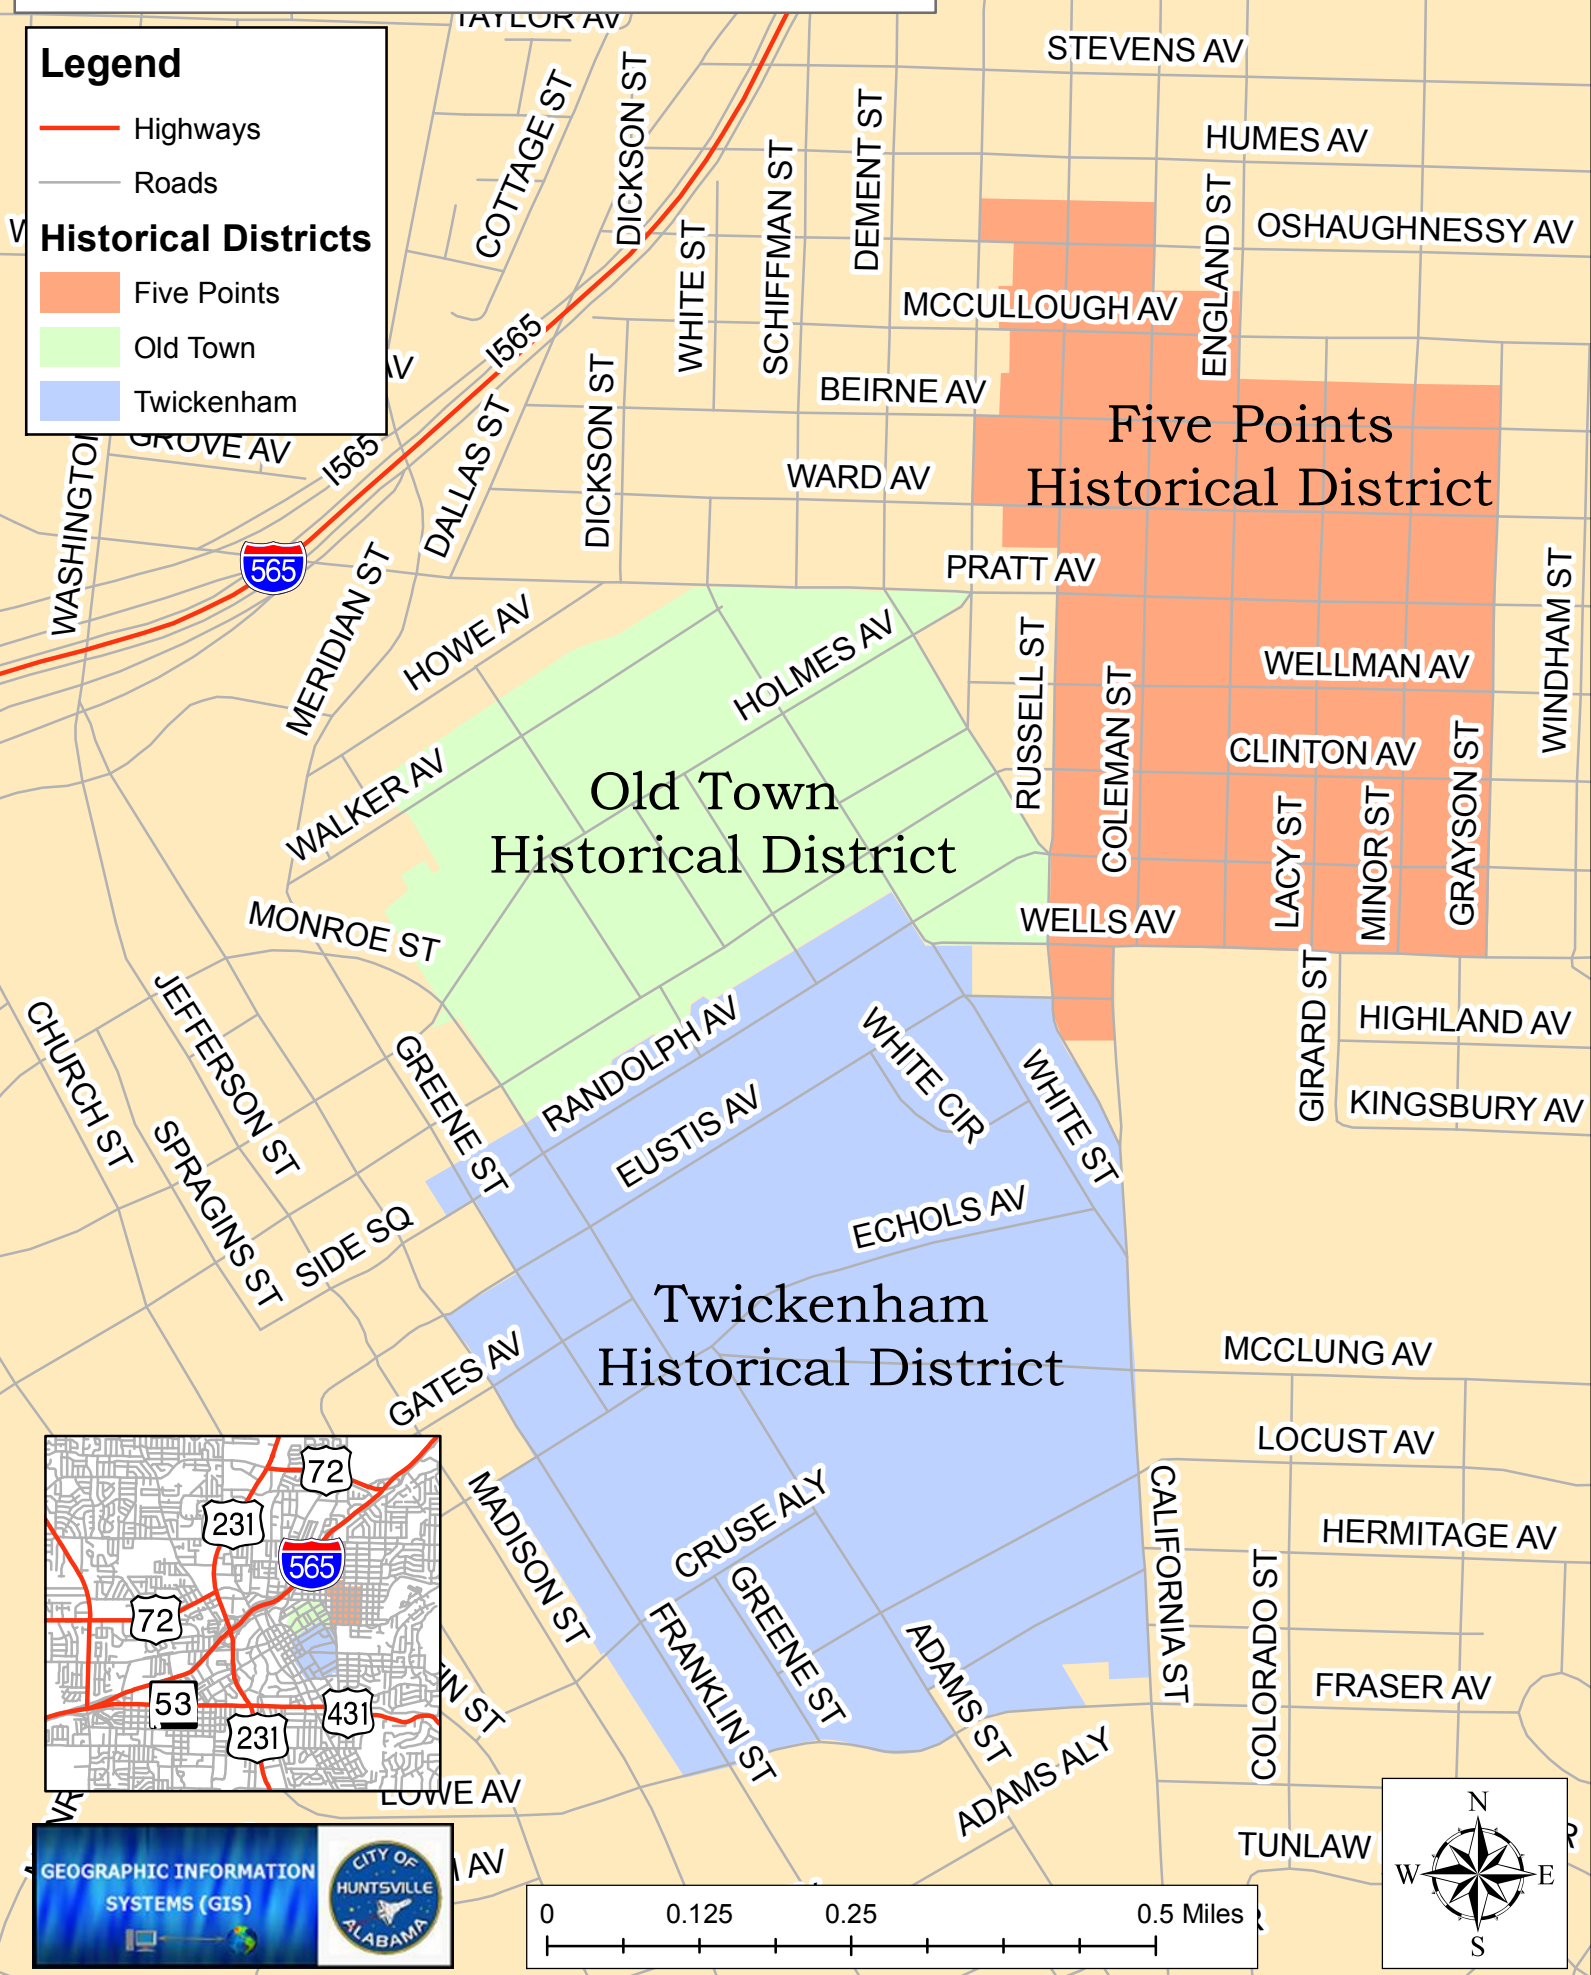 TAYLOR AV
STEVENS AV
Legend
Highways
Roads
Historical Districts
Five Points
Old Town
Twickenham
COTTAGE ST
DICKSON ST
DEMENT ST
HUMES AV
SCHIFFMAN ST
WHITE ST
ENGLAND ST
OSHAUGHNESSY AV
MCCULLOUGH AV
I565
AV
BEIRNE AV
Five Points
Historical District
GROVE AV
I565
DALLAS ST
DICKSON ST
WARD AV
WASHINGTON
565
MERIDIAN ST
PRATT AV
WINDHAM ST
HOWE AV
HOLMES AV
RUSSELL ST
WELLMAN AV
COLEMAN ST
CLINTON AV
GRAYSON ST
WALKER AV
Old Town
Historical District
LACY ST
MINOR ST
MONROE ST
WELLS AV
JEFFERSON ST
CHURCH ST
GREENE ST
RANDOLPH AV
WHITE CIR
WHITE ST
GIRARD ST
HIGHLAND AV
KINGSBURY AV
EUSTIS AV
SPRAGINS ST
SIDE SQ
ECHOLS AV
Twickenham
Historical District
GATES AV
MCCLUNG AV
LOCUST AV
72
231
565
72
53
231
431
MADISON ST
CRUSE ALY
CALIFORNIA ST
HERMITAGE AV
COLORADO ST
GREENE ST
FRANKLIN ST
ADAMS ST
FRASER AV
IN ST
ADAMS ALY
LOWE AV
TUNLAW
AV
GEOGRAPHIC INFORMATION
SYSTEMS (GIS)
CITY OF
HUNTSVILLE
ALABAMA
0 0.125 0.25 0.5 Miles
N
W E
S